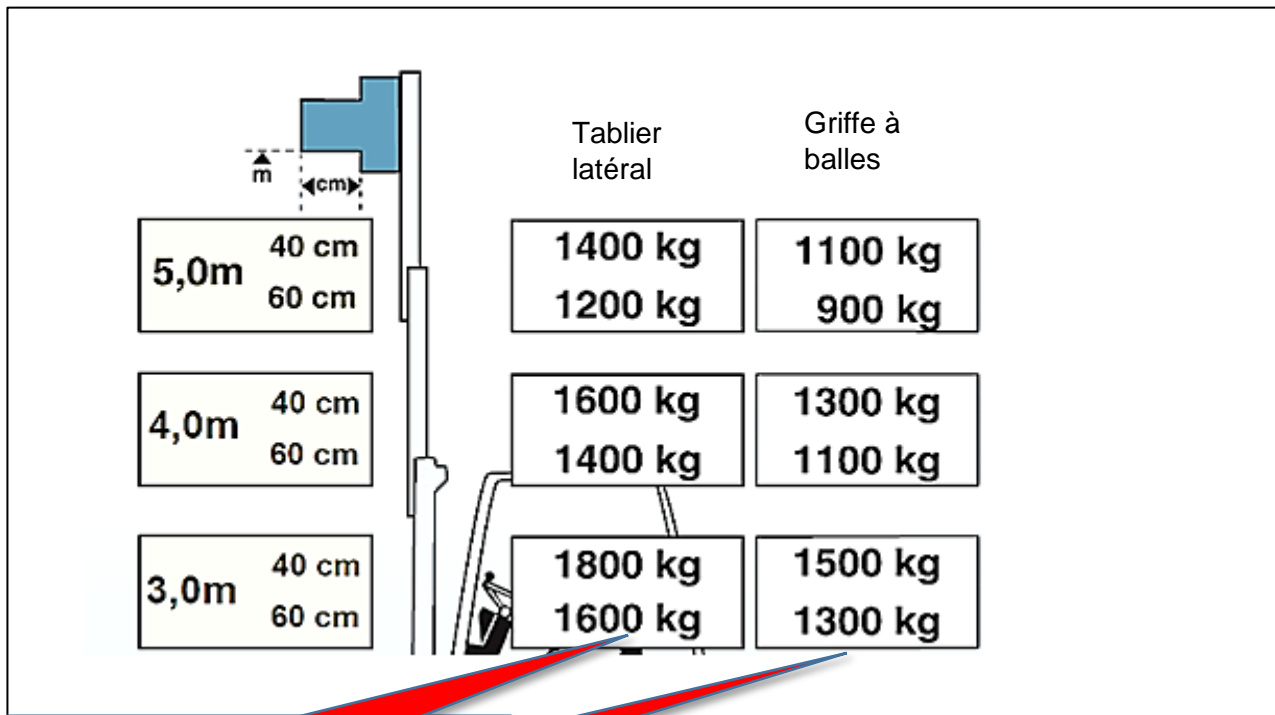 Tablier
latéral
Griffe à
balles
m
cm
5,0m
40 cm
60 cm
1400 kg
1200 kg
1100 kg
900 kg
4,0m
40 cm
60 cm
1600 kg
1400 kg
1300 kg
1100 kg
3,0m
40 cm
60 cm
1800 kg
1600 kg
1500 kg
1300 kg